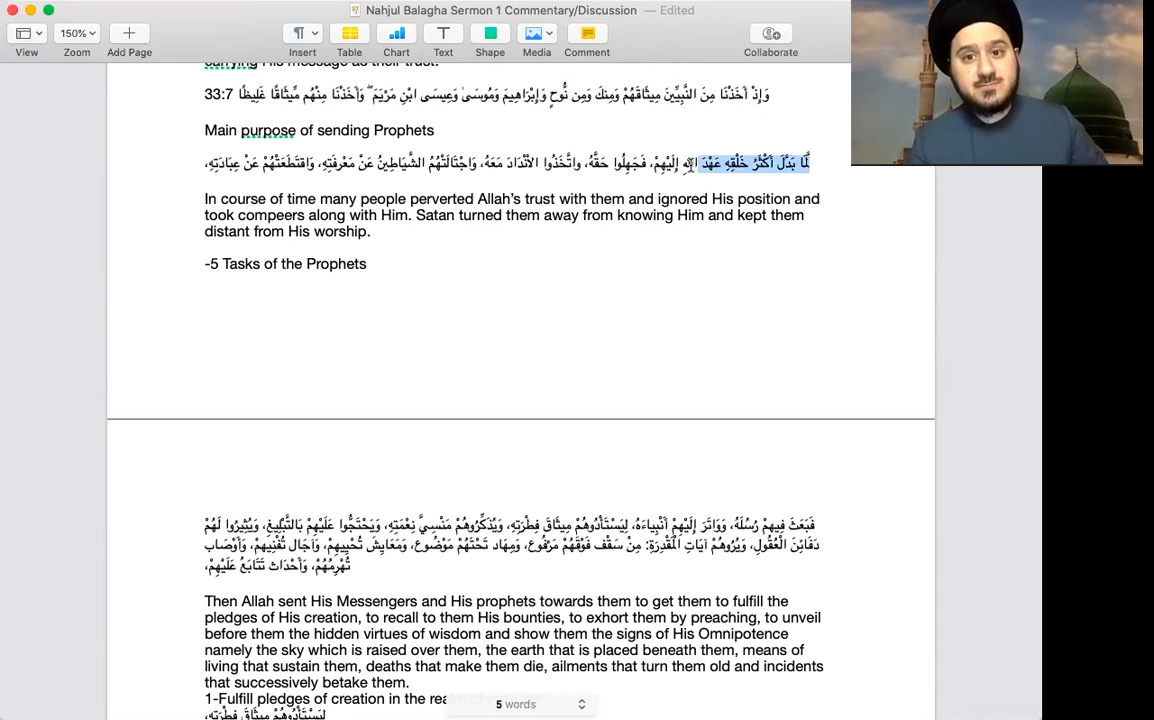 Nahjul Balagha Sermon 1 Commentary/Discussion — Edited
150%
View Zoom Add Page Insert Table Chart Text Shape Media Comment Collaborate
carrying His message as their trust.
33:7 وَإِذْ أَخَذْنَا مِنَ النَّبِيِّينَ مِيثَاقَهُمْ وَمِنكَ وَمِن نُّوحٍ وَإِبْرَاهِيمَ وَمُوسَىٰ وَعِيسَى ابْنِ مَرْيَمَ ۖ وَأَخَذْنَا مِنْهُم مِّيثَاقًا غَلِيظًا
Main purpose of sending Prophets
لَمَّا بَدَّلَ أَكْثَرُ خَلْقِهِ عَهْدَ اللهِ إِلَيْهِمْ، فَجَهِلُوا حَقَّهُ، واتَّخَذُوا الأَنْدَادَ مَعَهُ، وَاجْتَالَتْهُمُ الشَّيَاطِينُ عَنْ مَعْرِفَتِهِ، وَاقتَطَعَتْهُمْ عَنْ عِبَادَتِهِ،
In course of time many people perverted Allah's trust with them and ignored His position and
took compeers along with Him. Satan turned them away from knowing Him and kept them
distant from His worship.
-5 Tasks of the Prophets
فَبَعَثَ فِيهِمْ رُسُلَهُ، وَوَاتَرَ إِلَيْهِمْ أَنْبِيَاءَهُ، لِيَسْتَأْدُوهُمْ مِيثَاقَ فِطْرَتِهِ، وَيُذَكِّرُوهُمْ مَنْسِيَّ نِعْمَتِهِ، وَيَحْتَجُّوا عَلَيْهِمْ بَالتَّبْلِيغِ، وَيُثِيرُوا لَهُمْ
دَفَائِنَ الْعُقُولِ، وَيُرُوهُمْ آيَاتِ الْمَقْدِرَةِ: مِنْ سَقْف فَوْقَهُمْ مَرْفُوع، وَمِهَاد تَحْتَهُمْ مَوْضُوع، وَمَعَايِشَ تُحْيِيهِمْ، وَآجَال تُفْنِيهِمْ، وَأَوْصَاب
تُهْرِمُهُمْ، وَأَحْدَاث تَتَابَعُ عَلَيْهِمْ،
Then Allah sent His Messengers and His prophets towards them to get them to fulfill the
pledges of His creation, to recall to them His bounties, to exhort them by preaching, to unveil
before them the hidden virtues of wisdom and show them the signs of His Omnipotence
namely the sky which is raised over them, the earth that is placed beneath them, means of
living that sustain them, deaths that make them die, ailments that turn them old and incidents
that successively betake them.
1-Fulfill pledges of creation in the
5 words
لِيَسْتَأْدُوهُمْ مِيثَاقَ فِطْرَتِهِ،